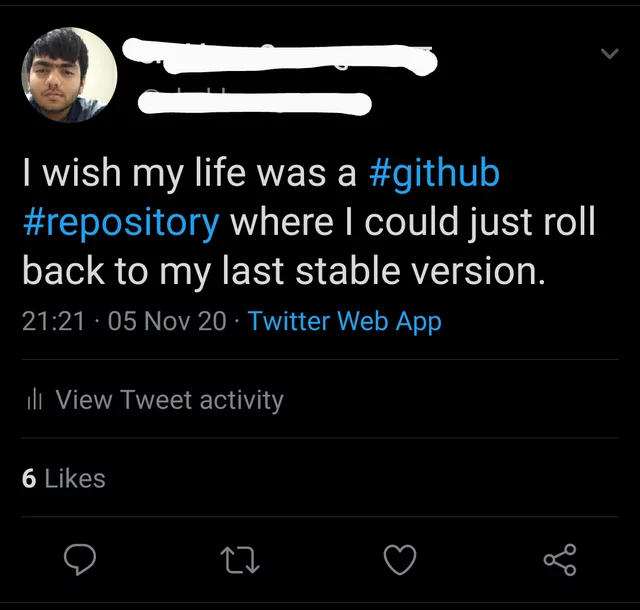 I wish my life was a #github
#repository where I could just roll
back to my last stable version.
21:21 · 05 Nov 20 · Twitter Web App
View Tweet activity
6 Likes